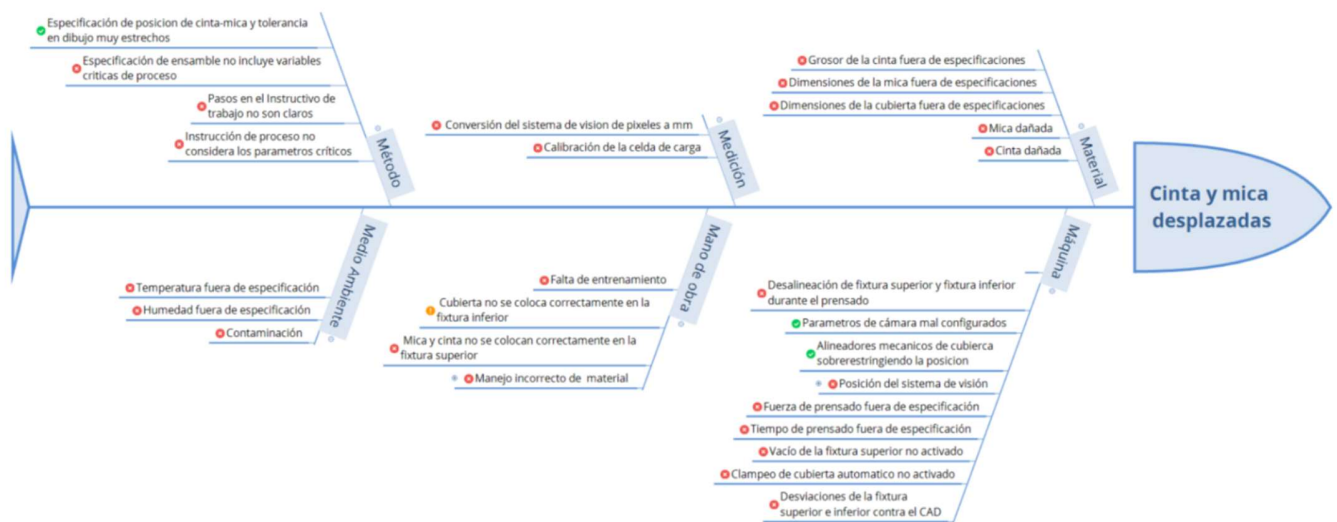 Especificación de posicion de cinta-mica y tolerancia
en dibujo muy estrechos
Especificación de ensamble no incluye variables
criticas de proceso
Pasos en el Instructivo de
trabajo no son claros
Instrucción de proceso no
considera los parametros críticos
Método
Conversión del sistema de vision de pixeles a mm
Calibración de la celda de carga
Medición
Grosor de la cinta fuera de especificaciones
Dimensiones de la mica fuera de especificaciones
Dimensiones de la cubierta fuera de especificaciones
Mica dañada
Cinta dañada
Material
Cinta y mica
desplazadas
Temperatura fuera de especificación
Humedad fuera de especificación
Contaminación
Medio Ambiente
Falta de entrenamiento
Cubierta no se coloca correctamente en la
fixtura inferior
Mica y cinta no se colocan correctamente en la
fixtura superior
Manejo incorrecto de material
Mano de obra
Desalineación de fixtura superior y fixtura inferior
durante el prensado
Parametros de cámara mal configurados
Alineadores mecanicos de cubierca
sobrerestringiendo la posicion
Posición del sistema de visión
Fuerza de prensado fuera de especificación
Tiempo de prensado fuera de especificación
Vacío de la fixtura superior no activado
Clampeo de cubierta automatico no activado
Desviaciones de la fixtura
superior e inferior contra el CAD
Máquina